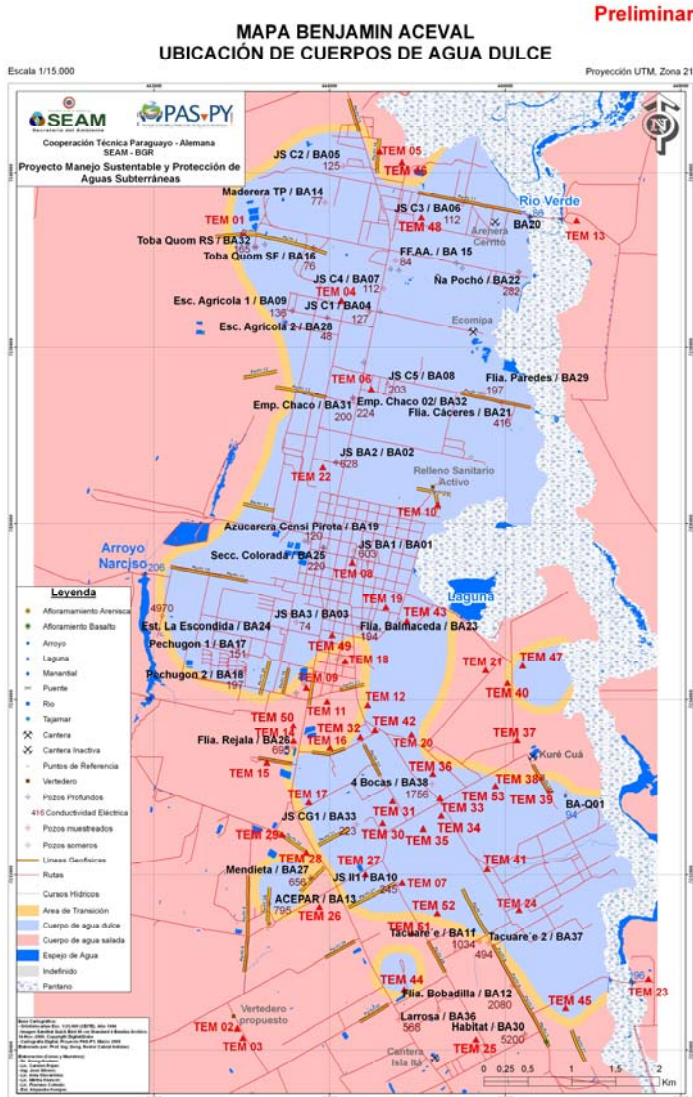 Preliminar
MAPA BENJAMIN ACEVAL
UBICACIÓN DE CUERPOS DE AGUA DULCE
Escala 1/15.000
Proyección UTM, Zona 21
SEAM
Secretaría del Ambiente
PAS-PY
Cooperación Técnica Paraguayo - Alemana
SEAM - BGR
Proyecto Manejo Sustentable y Protección de
Aguas Subterráneas
N
JS C2 / BA05
125
TEM 05
TEM 46
Maderera TP / BA14
77
TEM 01
JS C3 / BA06
112
TEM 48
Rio Verde
86
BA20
TEM 13
Arenera
Cerrito
Toba Quom RS / BA32
165
Toba Quom SF / BA16
76
FF.AA. / BA 15
84
JS C4 / BA07
112
Ña Pochó / BA22
282
TEM 04
Esc. Agrícola 1 / BA09
136
JS C1 / BA04
127
Esc. Agrícola 2 / BA28
48
Ecomipa
TEM 06
JS C5 / BA08
203
Flia. Paredes / BA29
197
Emp. Chaco / BA31
200
Emp. Chaco 02/ BA32
224
Flia. Cáceres / BA21
416
JS BA2 / BA02
628
TEM 22
Relleno Sanitario
Activo
TEM 10
Azucarera Censi Pirota / BA19
120
JS BA1 / BA01
603
Secc. Colorada / BA25
220
TEM 08
Arroyo
Narciso
206
Laguna
TEM 19
TEM 43
4970
JS BA3 / BA03
74
Est. La Escondida / BA24
Flia. Balmaceda / BA23
194
Pechugon 1 / BA17
151
TEM 49
TEM 18
Pechugon 2 / BA18
197
TEM 09
TEM 21
TEM 47
TEM 40
TEM 11
TEM 12
TEM 50
TEM 14
TEM 32
TEM 42
Flia. Rejala / BA26
695
TEM 16
TEM 20
TEM 37
Kuré Cuá
TEM 15
TEM 36
4 Bocas / BA38
1756
TEM 38
TEM 53
TEM 39
BA-Q01
94
TEM 17
TEM 31
TEM 33
JS CG1 / BA33
223
TEM 30
TEM 34
TEM 29
TEM 35
TEM 28
Mendieta / BA27
656
TEM 27
JS II1 / BA10
245
TEM 41
TEM 07
ACEPAR / BA13
795
TEM 26
TEM 52
TEM 24
TEM 51
Tacuare´e / BA11
1034
Tacuare´e 2 / BA37
494
TEM 44
Flia. Bobadilla / BA12
2080
TEM 45
96
TEM 23
Larrosa / BA36
568
Habitat / BA30
5200
Vertedero
propuesto
TEM 02
TEM 03
TEM 25
Cantera
Isla Itá
Leyenda
Afloramiento Arenisca
Afloramiento Basalto
Arroyo
Laguna
Manantial
Puente
Rio
Tajamar
Cantera
Cantera Inactiva
Puntos de Referencia
Vertedero
Pozos Profundos
416 Conductividad Eléctrica
Pozos muestreados
Pozos someros
Lineas Geofisicas
Rutas
Cursos Hídricos
Area de Transición
Cuerpo de agua dulce
Cuerpo de agua salada
Espejo de Agua
Indefinido
Pantano
0 0,25 0,5 1 1,5 2
Km